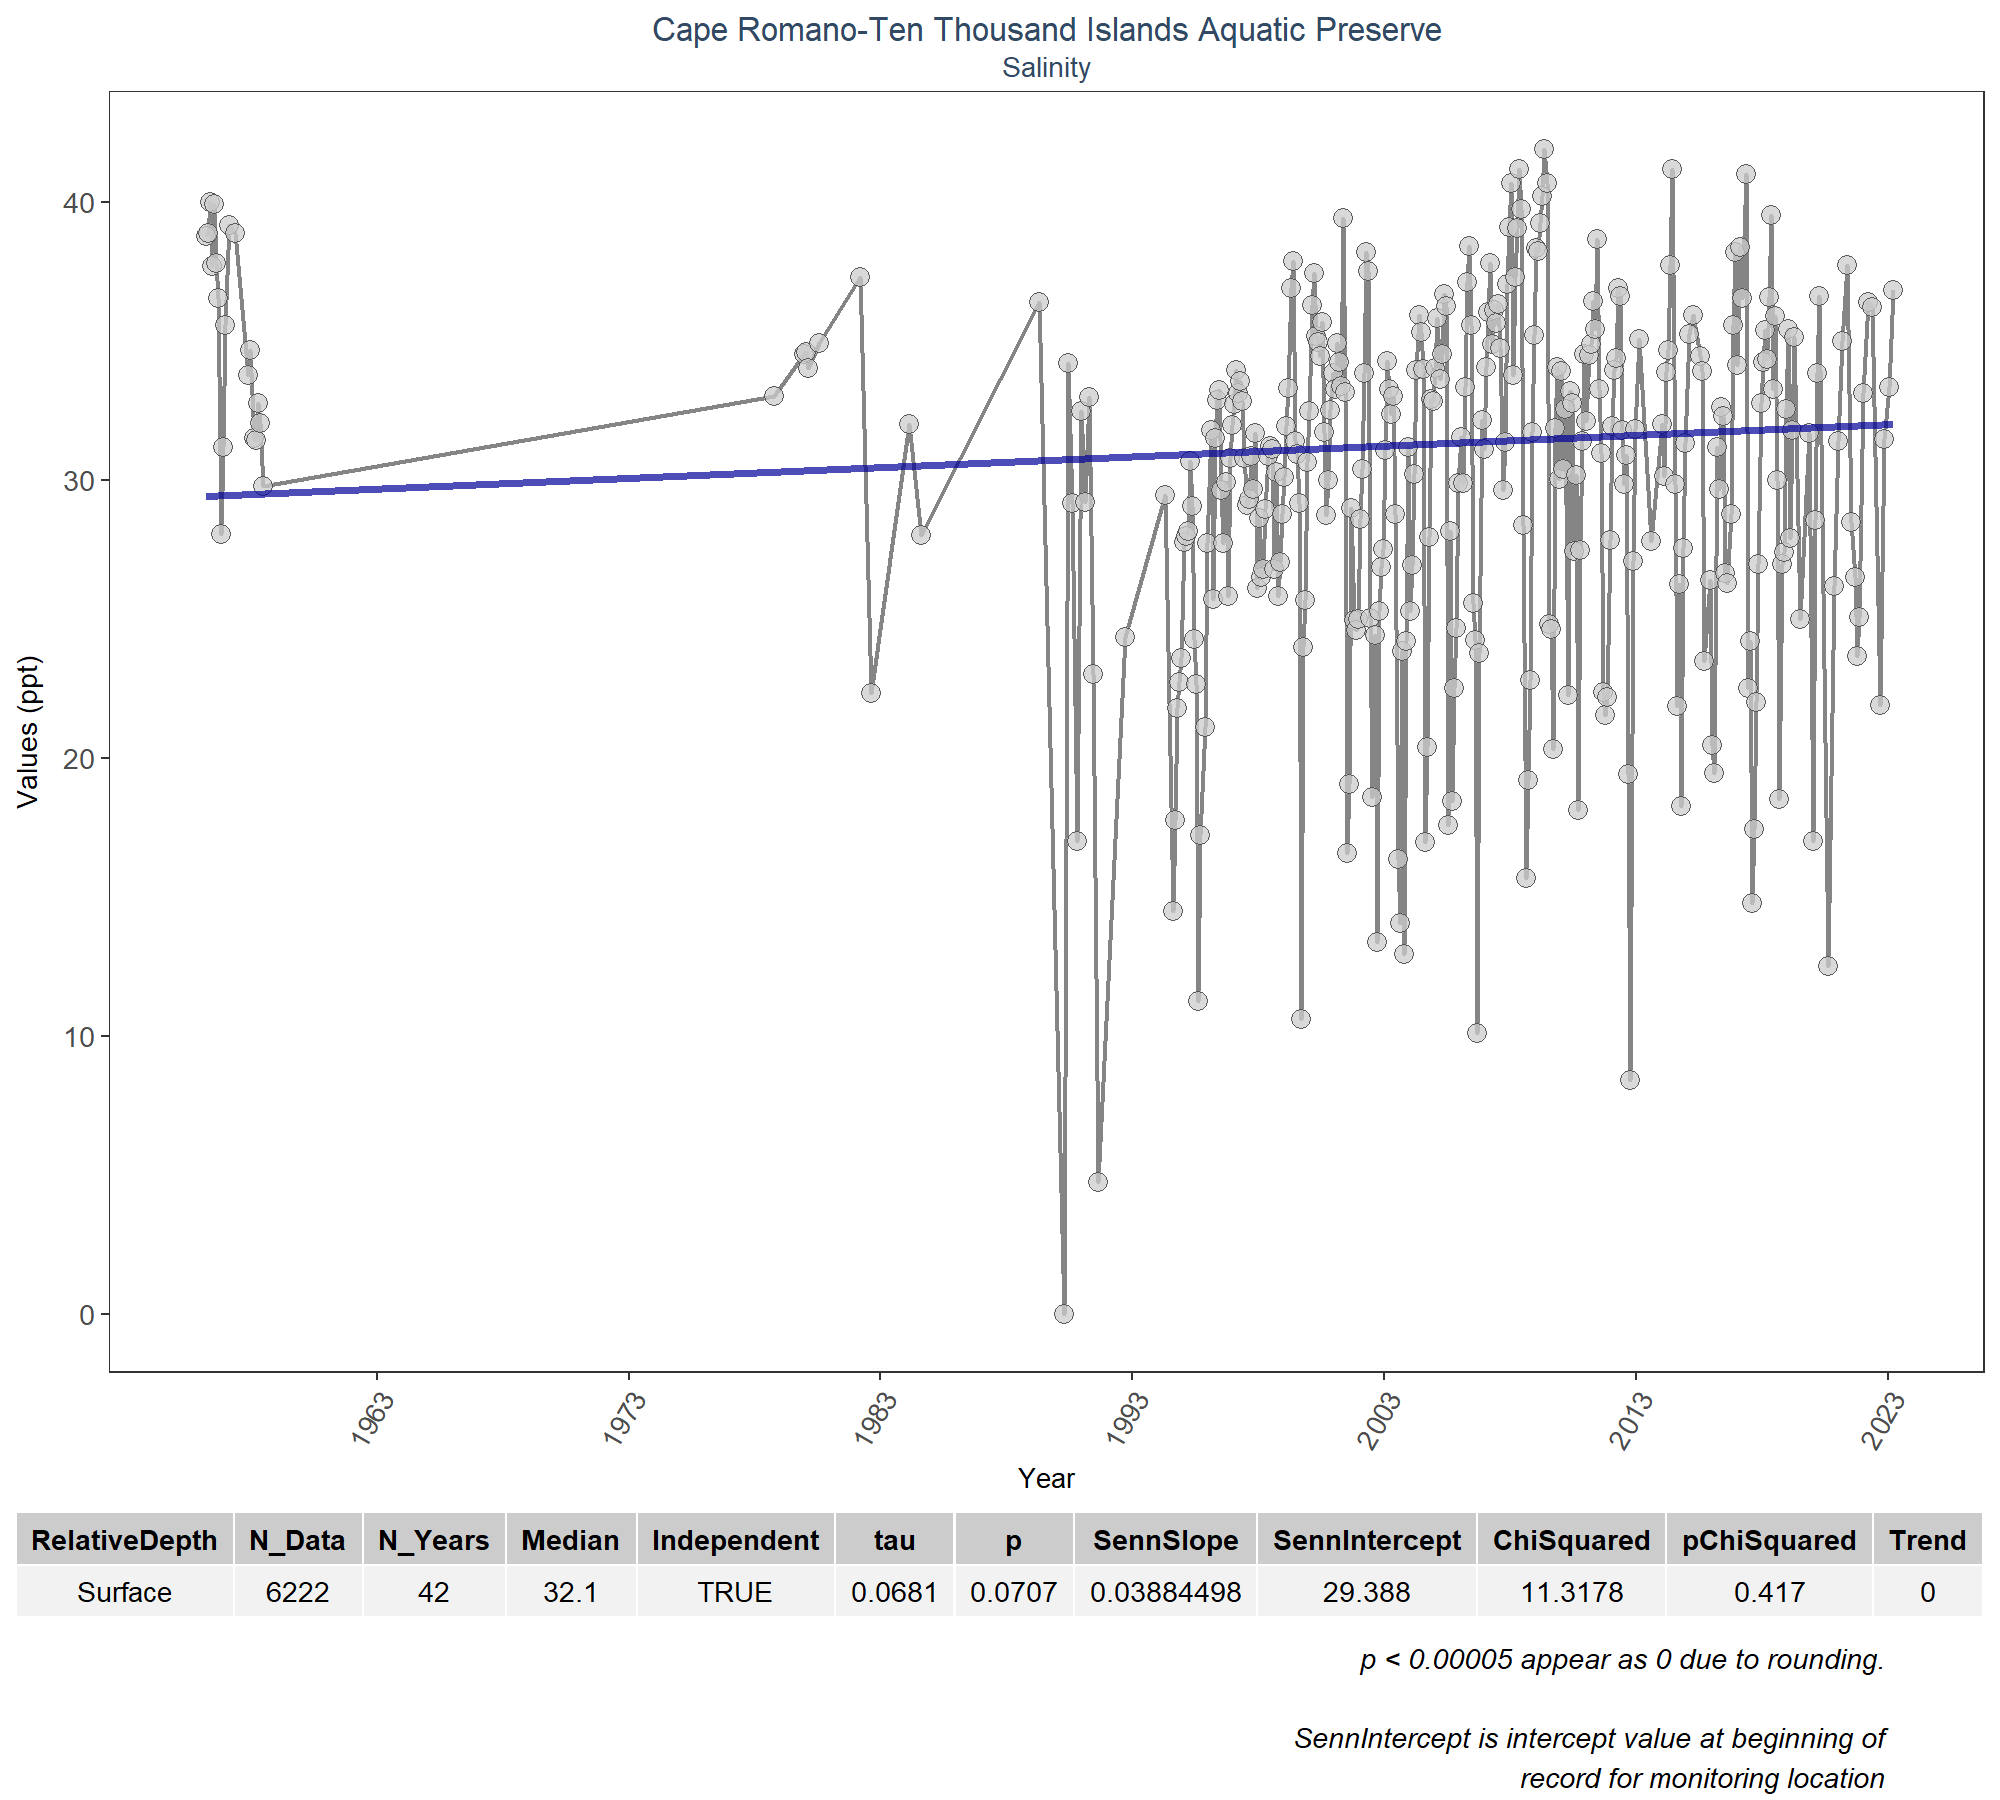 Cape Romano-Ten Thousand Islands Aquatic Preserve
Salinity
Values (ppt)
40
30
20
10
0
1963 1973 1983 1993 2003 2013 2023
Year
RelativeDepth N_Data N_Years Median Independent tau p SennSlope SennIntercept ChiSquared pChiSquared Trend
Surface 6222 42 32.1 TRUE 0.0681 0.0707 0.03884498 29.388 11.3178 0.417 0
p < 0.00005 appear as 0 due to rounding.
SennIntercept is intercept value at beginning of
record for monitoring location